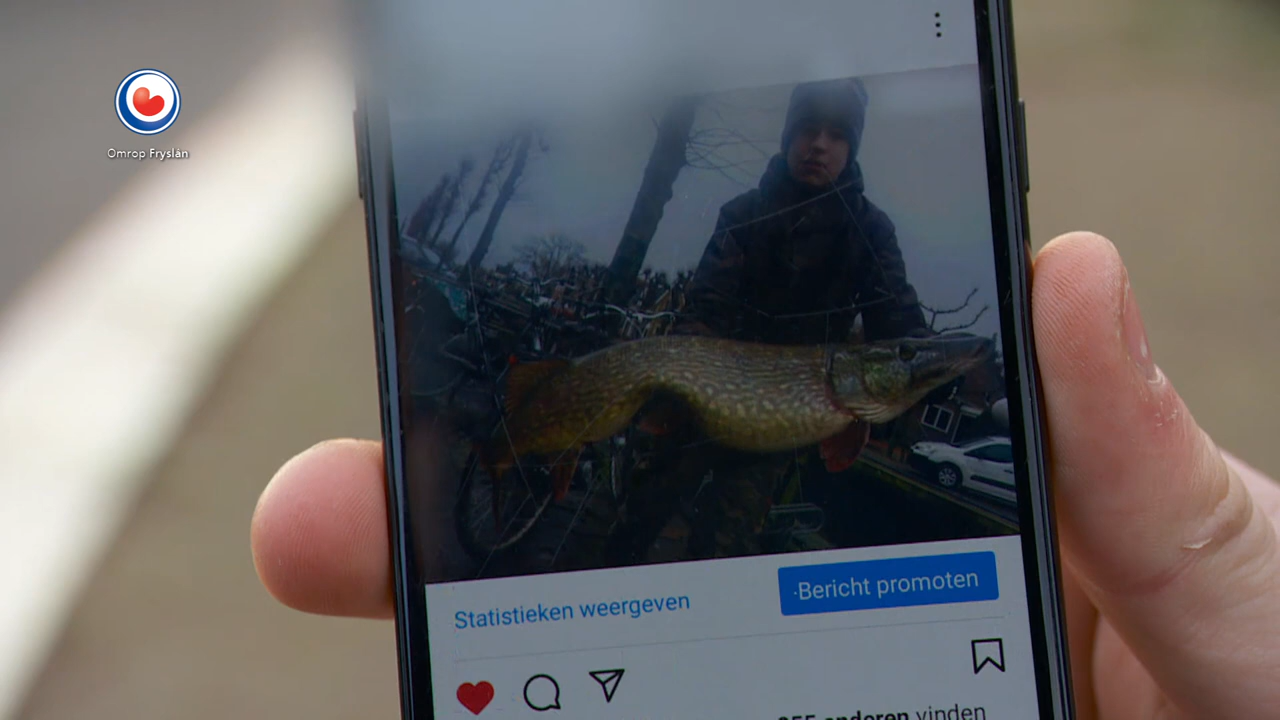 Omrop Fryslân
Statistieken weergeven
Bericht promoten
anderen vinden